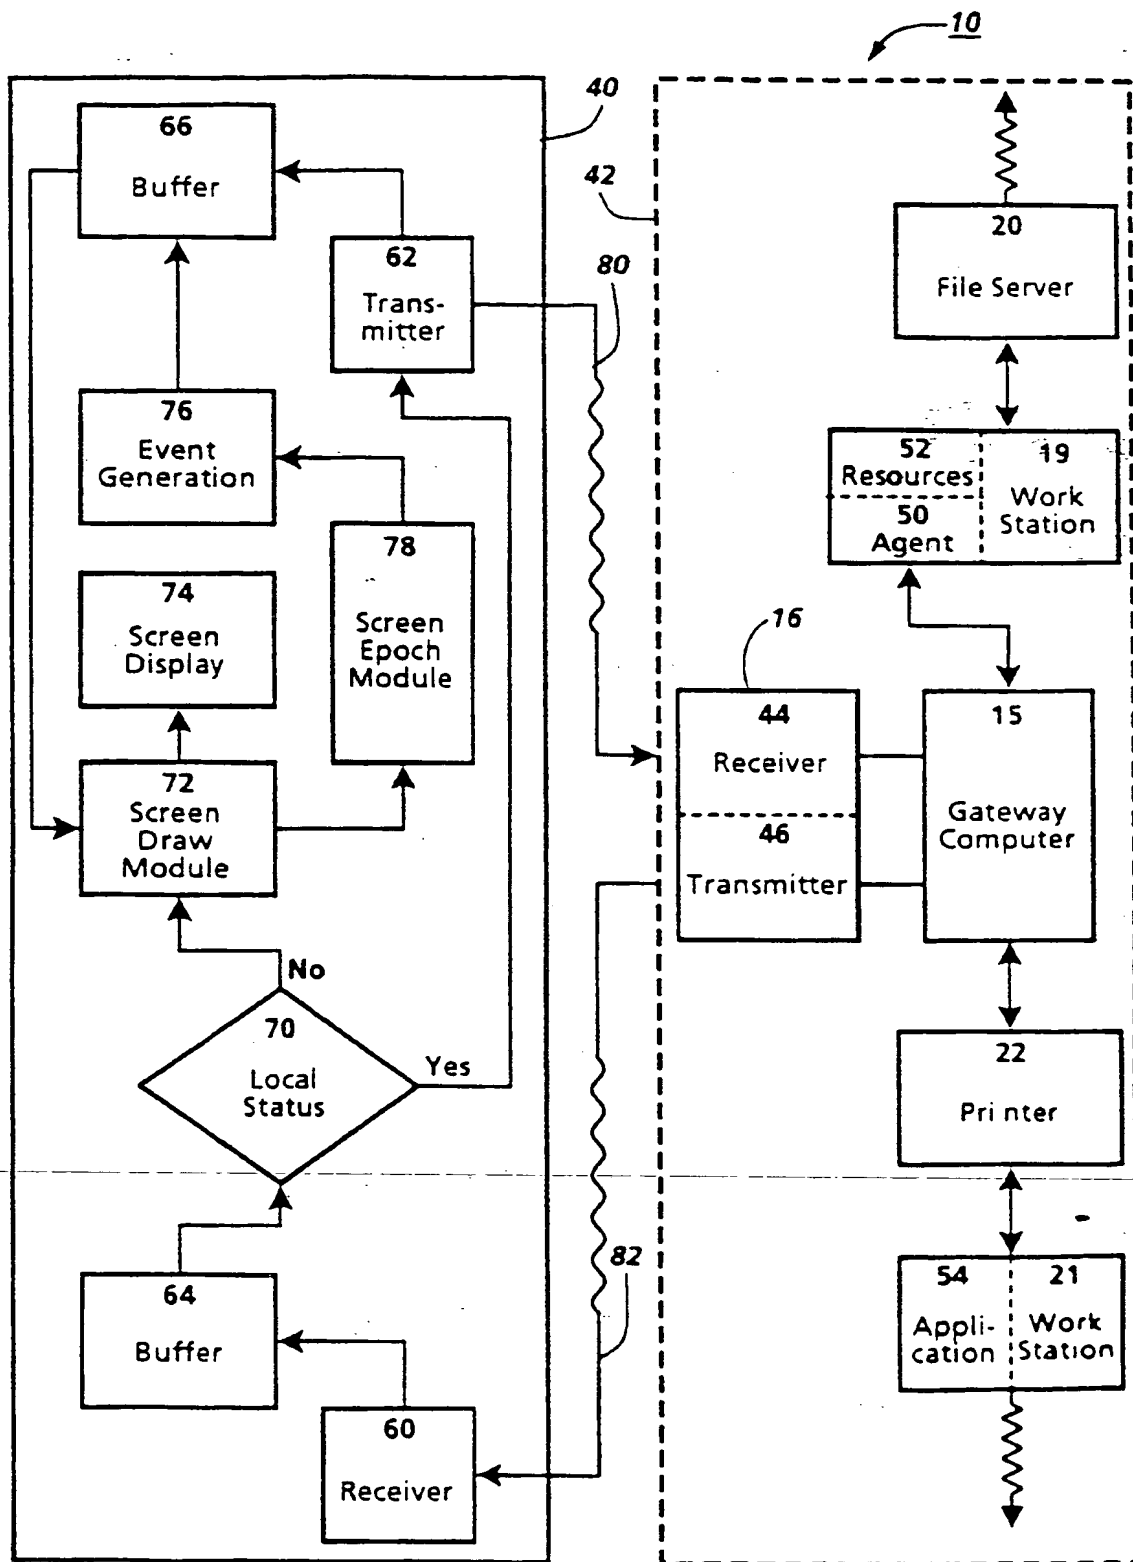 10
40
66
Buffer
42
20
File Server
62
Trans-
mitter
80
76
Event
Generation
52
Resources
50
Agent
19
Work
Station
78
Screen
Epoch
Module
74
Screen
Display
16
44
Receiver
46
Transmitter
15
Gateway
Computer
72
Screen
Draw
Module
No
70
Local
Status
Yes
22
Printer
82
64
Buffer
54
Appli-
cation
21
Work
Station
60
Receiver